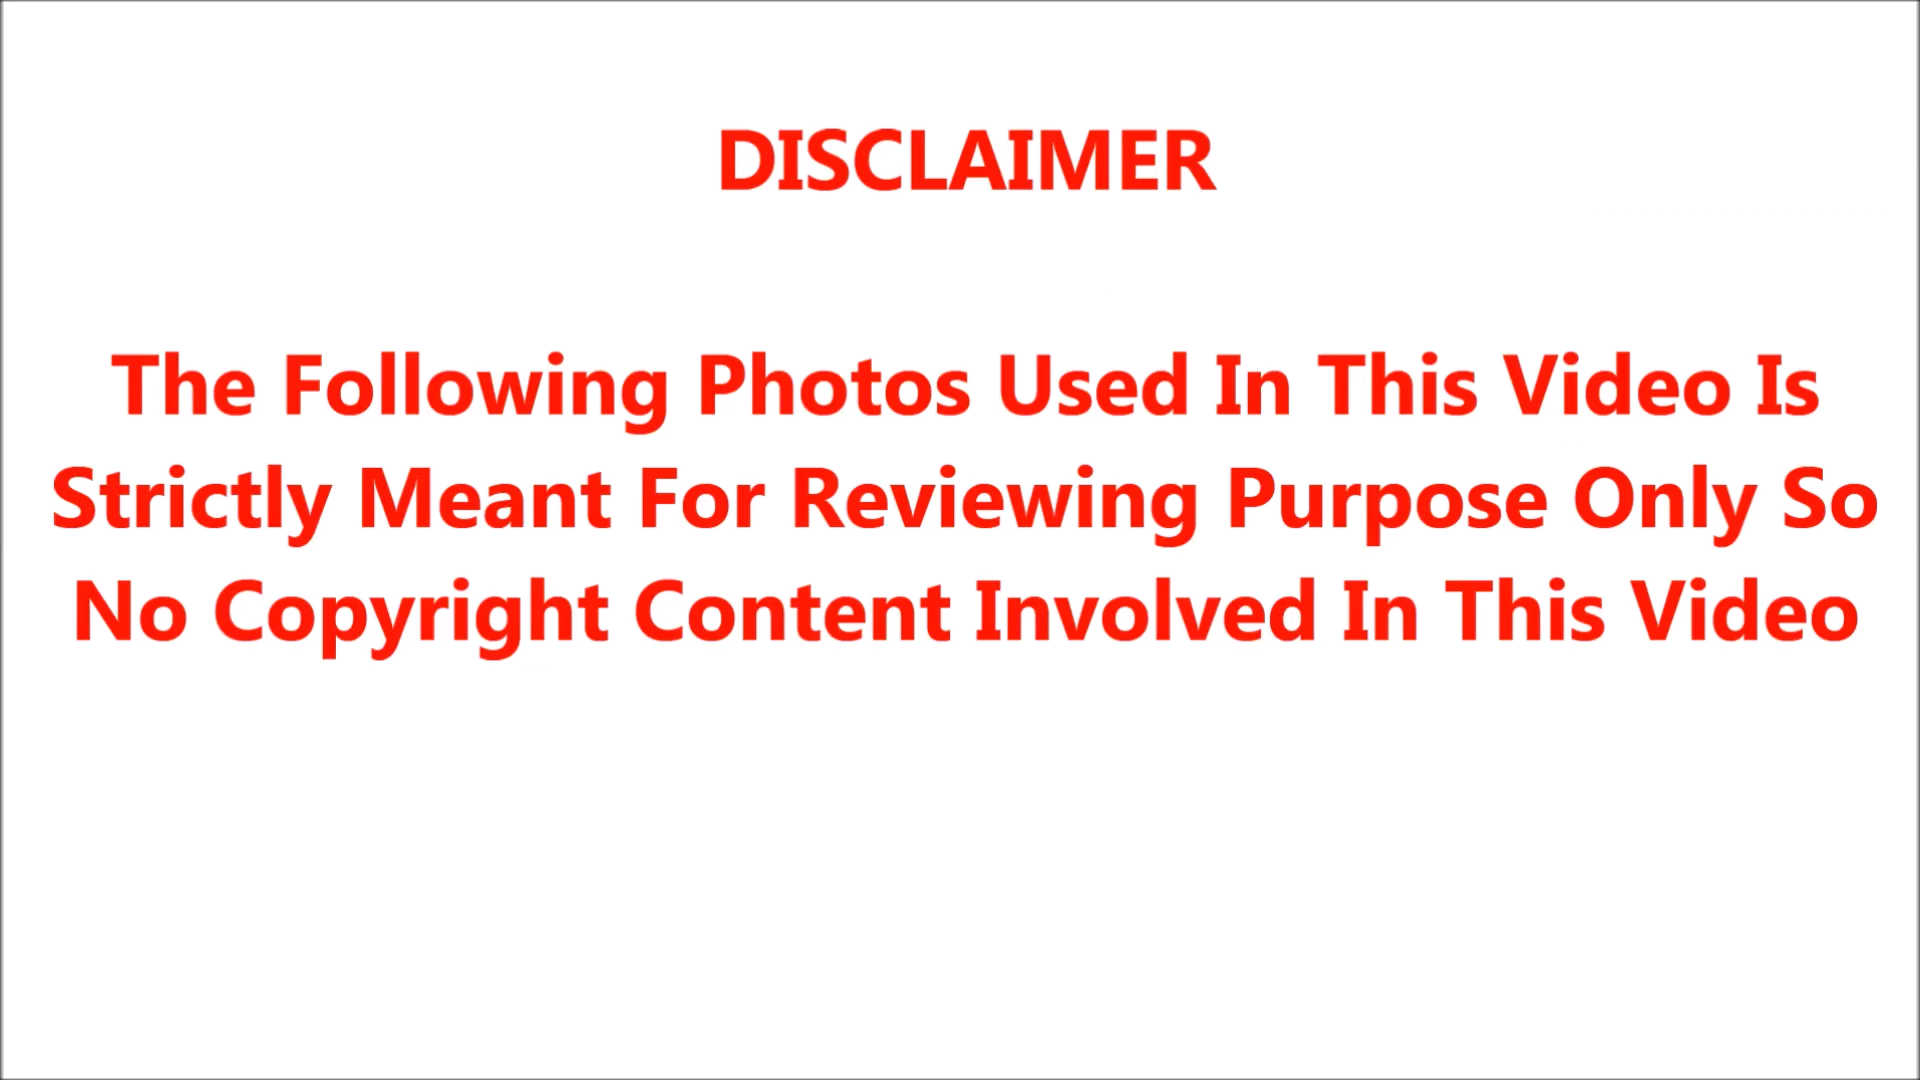 DISCLAIMER
The Following Photos Used In This Video Is
Strictly Meant For Reviewing Purpose Only So
No Copyright Content Involved In This Video